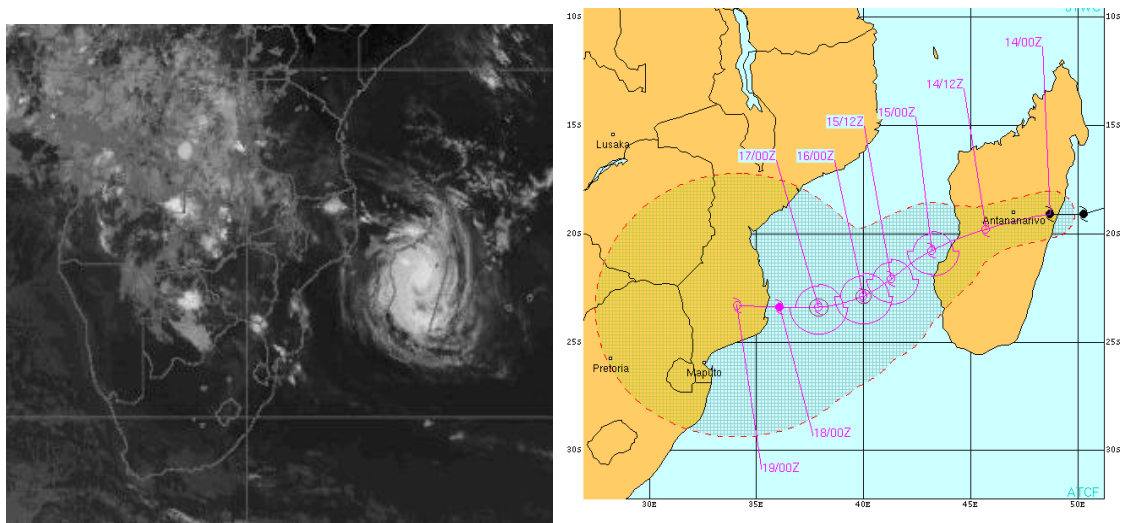 10S
14/00Z
14/12Z
15S
15/00Z
15/12Z
Lusaka
17/00Z
16/00Z
Antananarivo
20S
25S
Pretoria
Maputo
18/00Z
30S
19/00Z
ATCF
30E
35E
40E
45E
50E